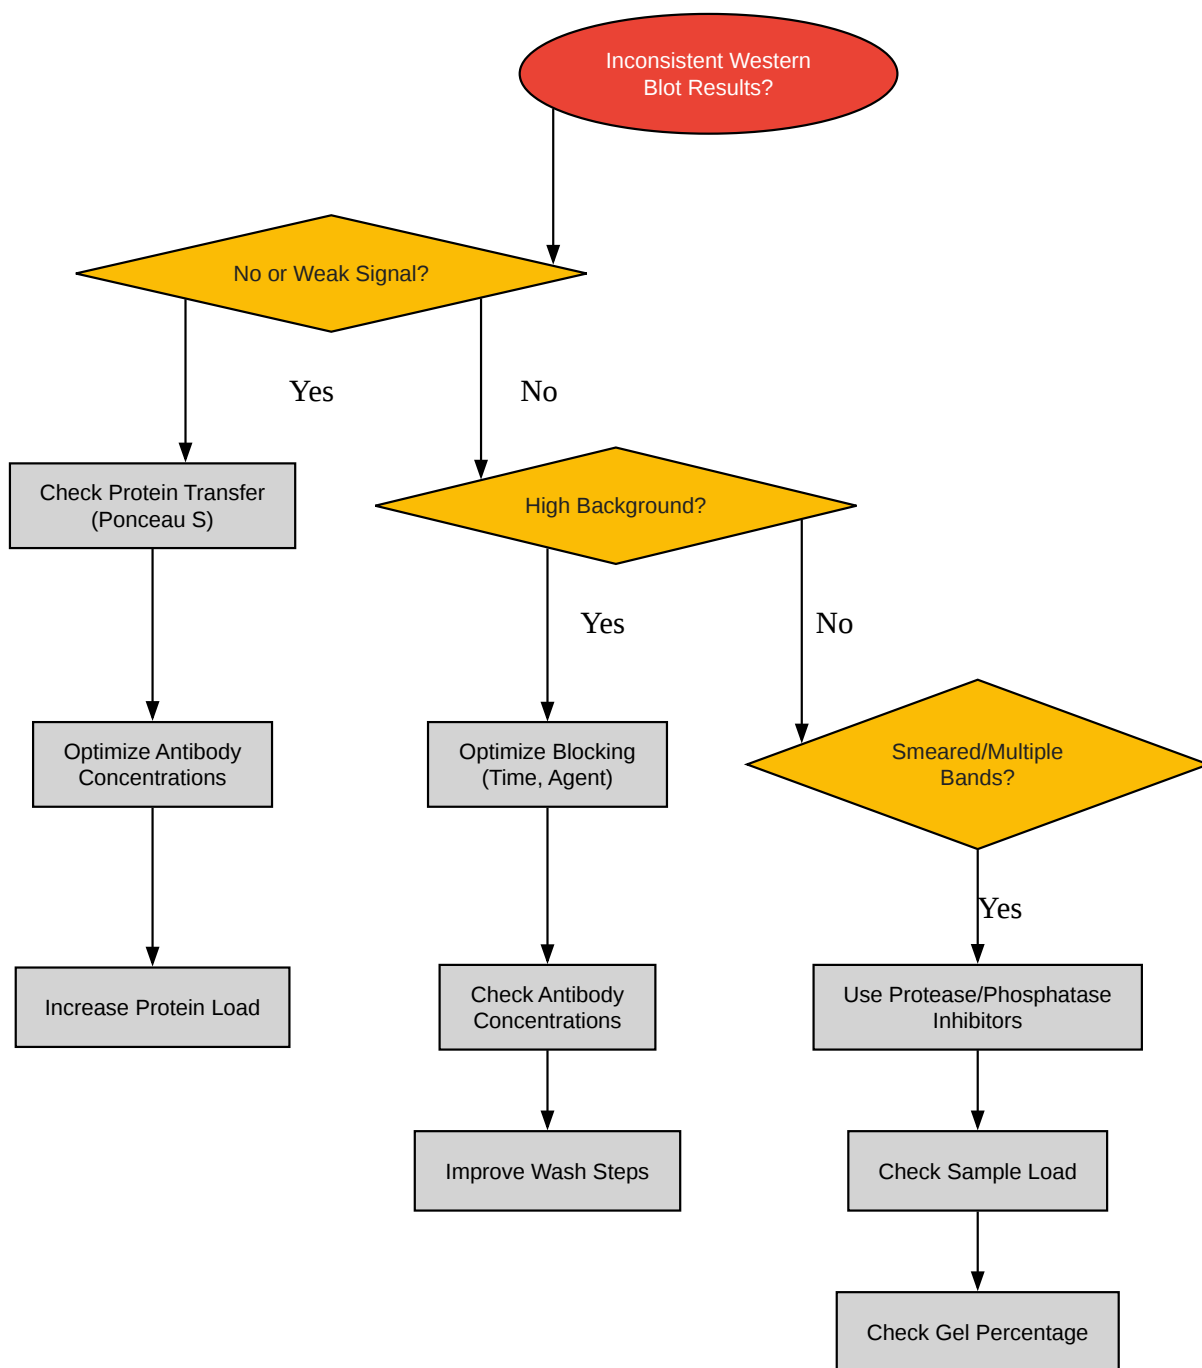 Inconsistent Western
Blot Results?
No or Weak Signal?
Yes
No
Check Protein Transfer
(Ponceau S)
High Background?
Yes
No
Optimize Antibody
Concentrations
Optimize Blocking
(Time, Agent)
Smeared/Multiple
Bands?
Yes
Increase Protein Load
Check Antibody
Concentrations
Use Protease/Phosphatase
Inhibitors
Improve Wash Steps
Check Sample Load
Check Gel Percentage